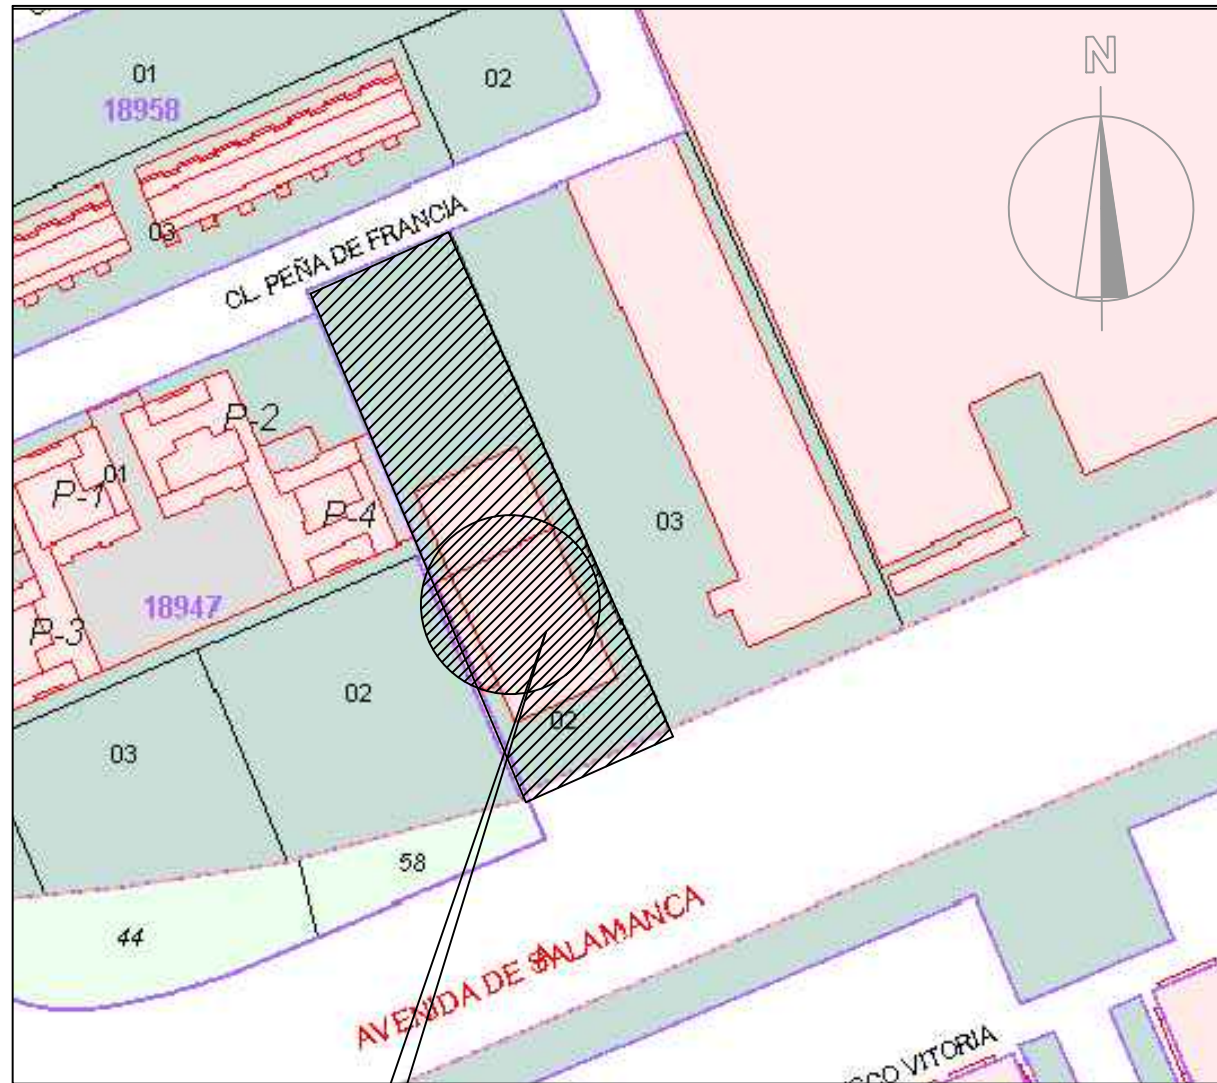 01
18958
02
N
03
CL. PEÑA DE FRANCIA
P-2
P-1
01
P-4
03
18947
P-3
02
02
03
58
44
AVENIDA DE SALAMANCA
VITORIA